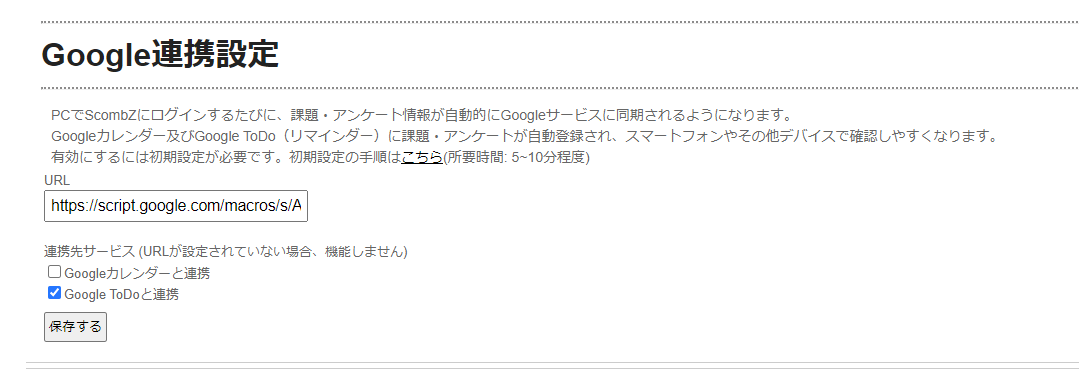 Google連携設定
PCでScombZにログインするたびに、課題・アンケート情報が自動的にGoogleサービスに同期されるようになります。
Googleカレンダー及びGoogle ToDo（リマインダー）に課題・アンケートが自動登録され、スマートフォンやその他デバイスで確認しやすくなります。
有効にするには初期設定が必要です。初期設定の手順はこちら(所要時間: 5~10分程度)
URL
https://script.google.com/macros/s/A
連携先サービス (URLが設定されていない場合、機能しません)
Googleカレンダーと連携
Google ToDoと連携
保存する